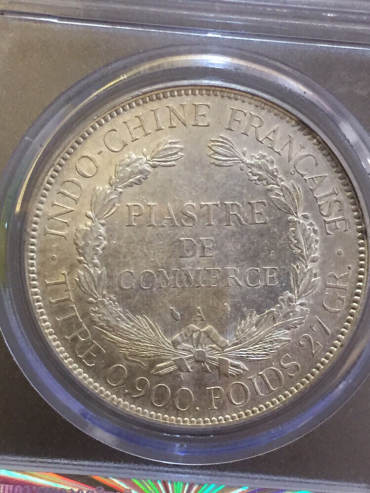 INDO-CHINE FRANÇAISE
PIASTRE
DE
COMMERCE
A
TITRE 0,900. POIDS 27 GR.